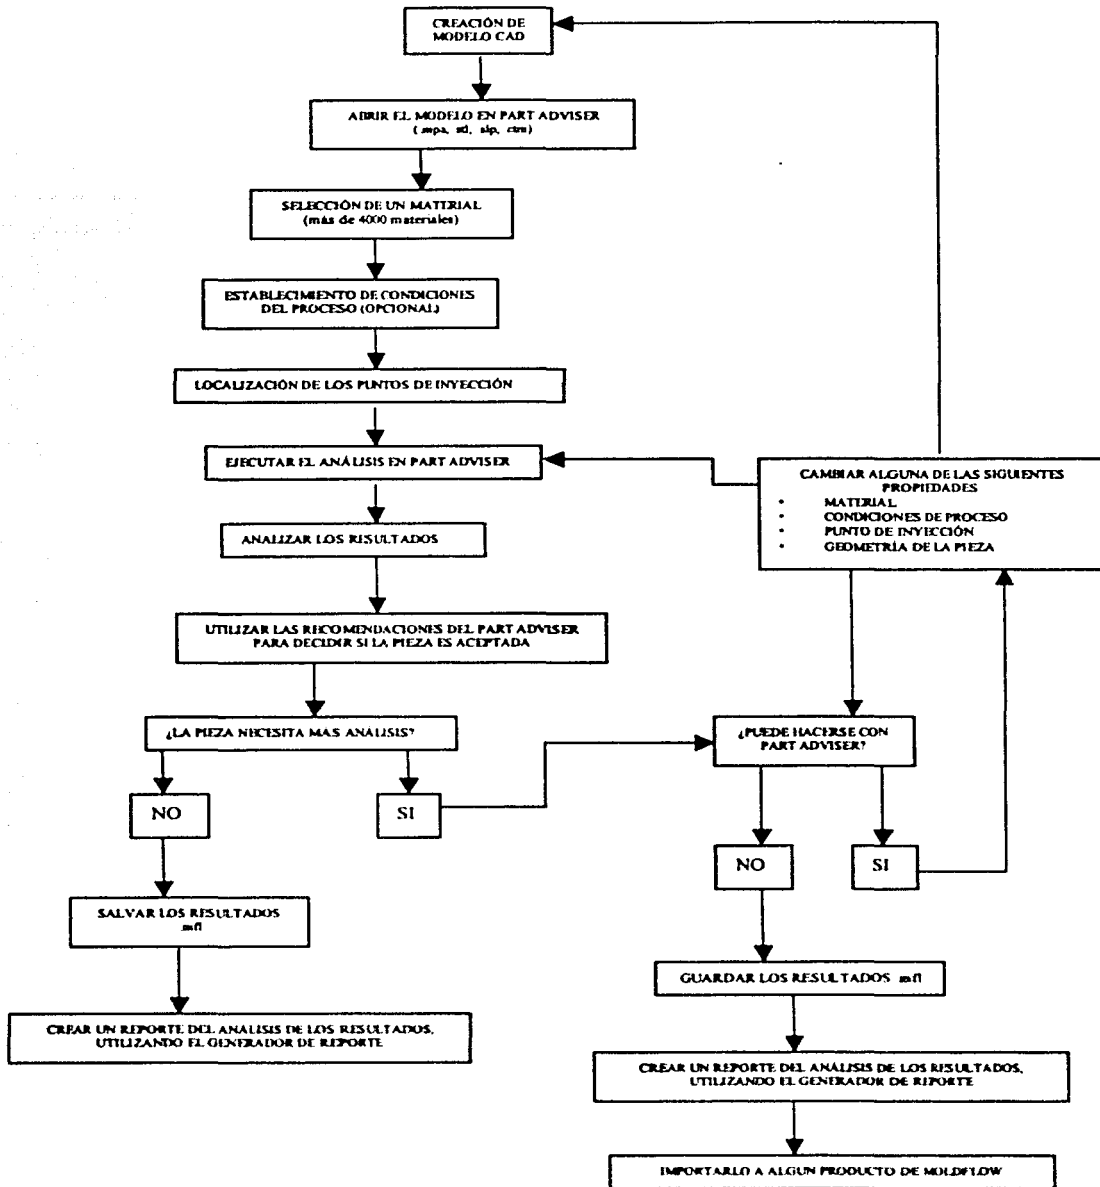 CREACIÓN DE
MODELO CAD
ABRIR EL MODELO EN PART ADVISER
(.mpa, stl, slp, ctm)
SELECCIÓN DE UN MATERIAL
(más de 4000 materiales)
ESTABLECIMIENTO DE CONDICIONES
DEL PROCESO (OPCIONAL)
LOCALIZACIÓN DE LOS PUNTOS DE INYECCIÓN
EJECUTAR EL ANÁLISIS EN PART ADVISER
CAMBIAR ALGUNA DE LAS SIGUIENTES
PROPIEDADES
• MATERIAL
• CONDICIONES DE PROCESO
• PUNTO DE INYECCIÓN
• GEOMETRÍA DE LA PIEZA
ANALIZAR LOS RESULTADOS
UTILIZAR LAS RECOMENDACIONES DEL PART ADVISER
PARA DECIDIR SI LA PIEZA ES ACEPTADA
¿LA PIEZA NECESITA MAS ANÁLISIS?
¿PUEDE HACERSE CON
PART ADVISER?
NO
SI
NO
SI
SALVAR LOS RESULTADOS
.mfl
GUARDAR LOS RESULTADOS .mfl
CREAR UN REPORTE DEL ANÁLISIS DE LOS RESULTADOS,
UTILIZANDO EL GENERADOR DE REPORTE
CREAR UN REPORTE DEL ANÁLISIS DE LOS RESULTADOS,
UTILIZANDO EL GENERADOR DE REPORTE
IMPORTARLO A ALGUN PRODUCTO DE MOLDFLOW